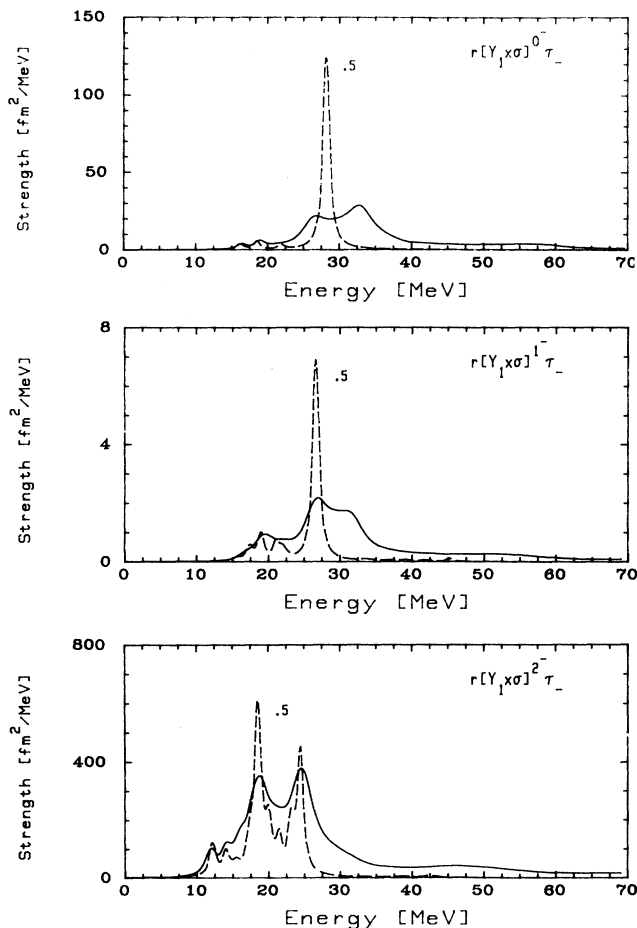 150
100
50
0
Strength [fm²/MeV]
.5
r[Y₁xσ]⁰⁻τ₋
0 10 20 30 40 50 60 70
Energy [MeV]
8
4
0
Strength [fm²/MeV]
.5
r[Y₁xσ]¹⁻τ₋
0 10 20 30 40 50 60 70
Energy [MeV]
800
400
0
Strength [fm²/MeV]
.5
r[Y₁xσ]²⁻τ₋
0 10 20 30 40 50 60 70
Energy [MeV]